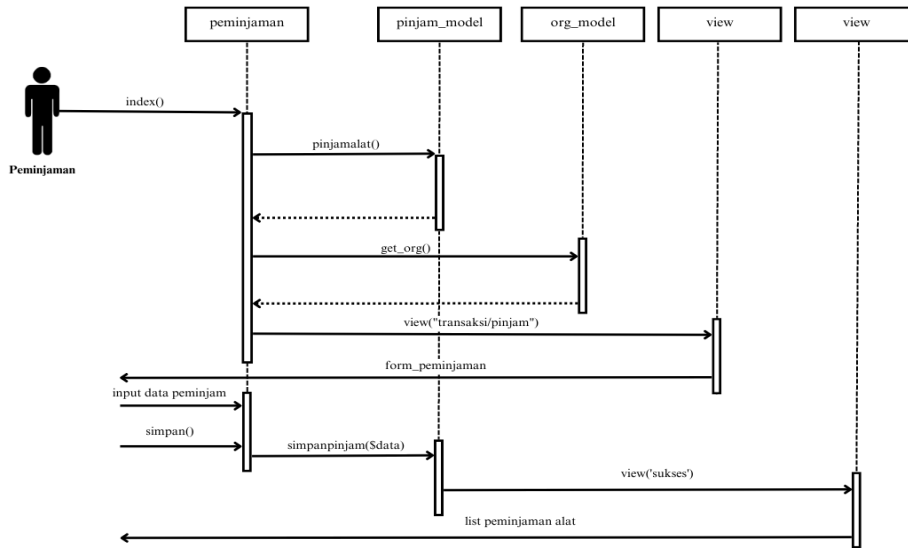 peminjaman
pinjam_model
org_model
view
view
index()
pinjamalat()
Peminjaman
get_org()
view("transaksi/pinjam")
form_peminjaman
input data peminjam
simpan()
simpanpinjam($data)
view('sukses')
list peminjaman alat